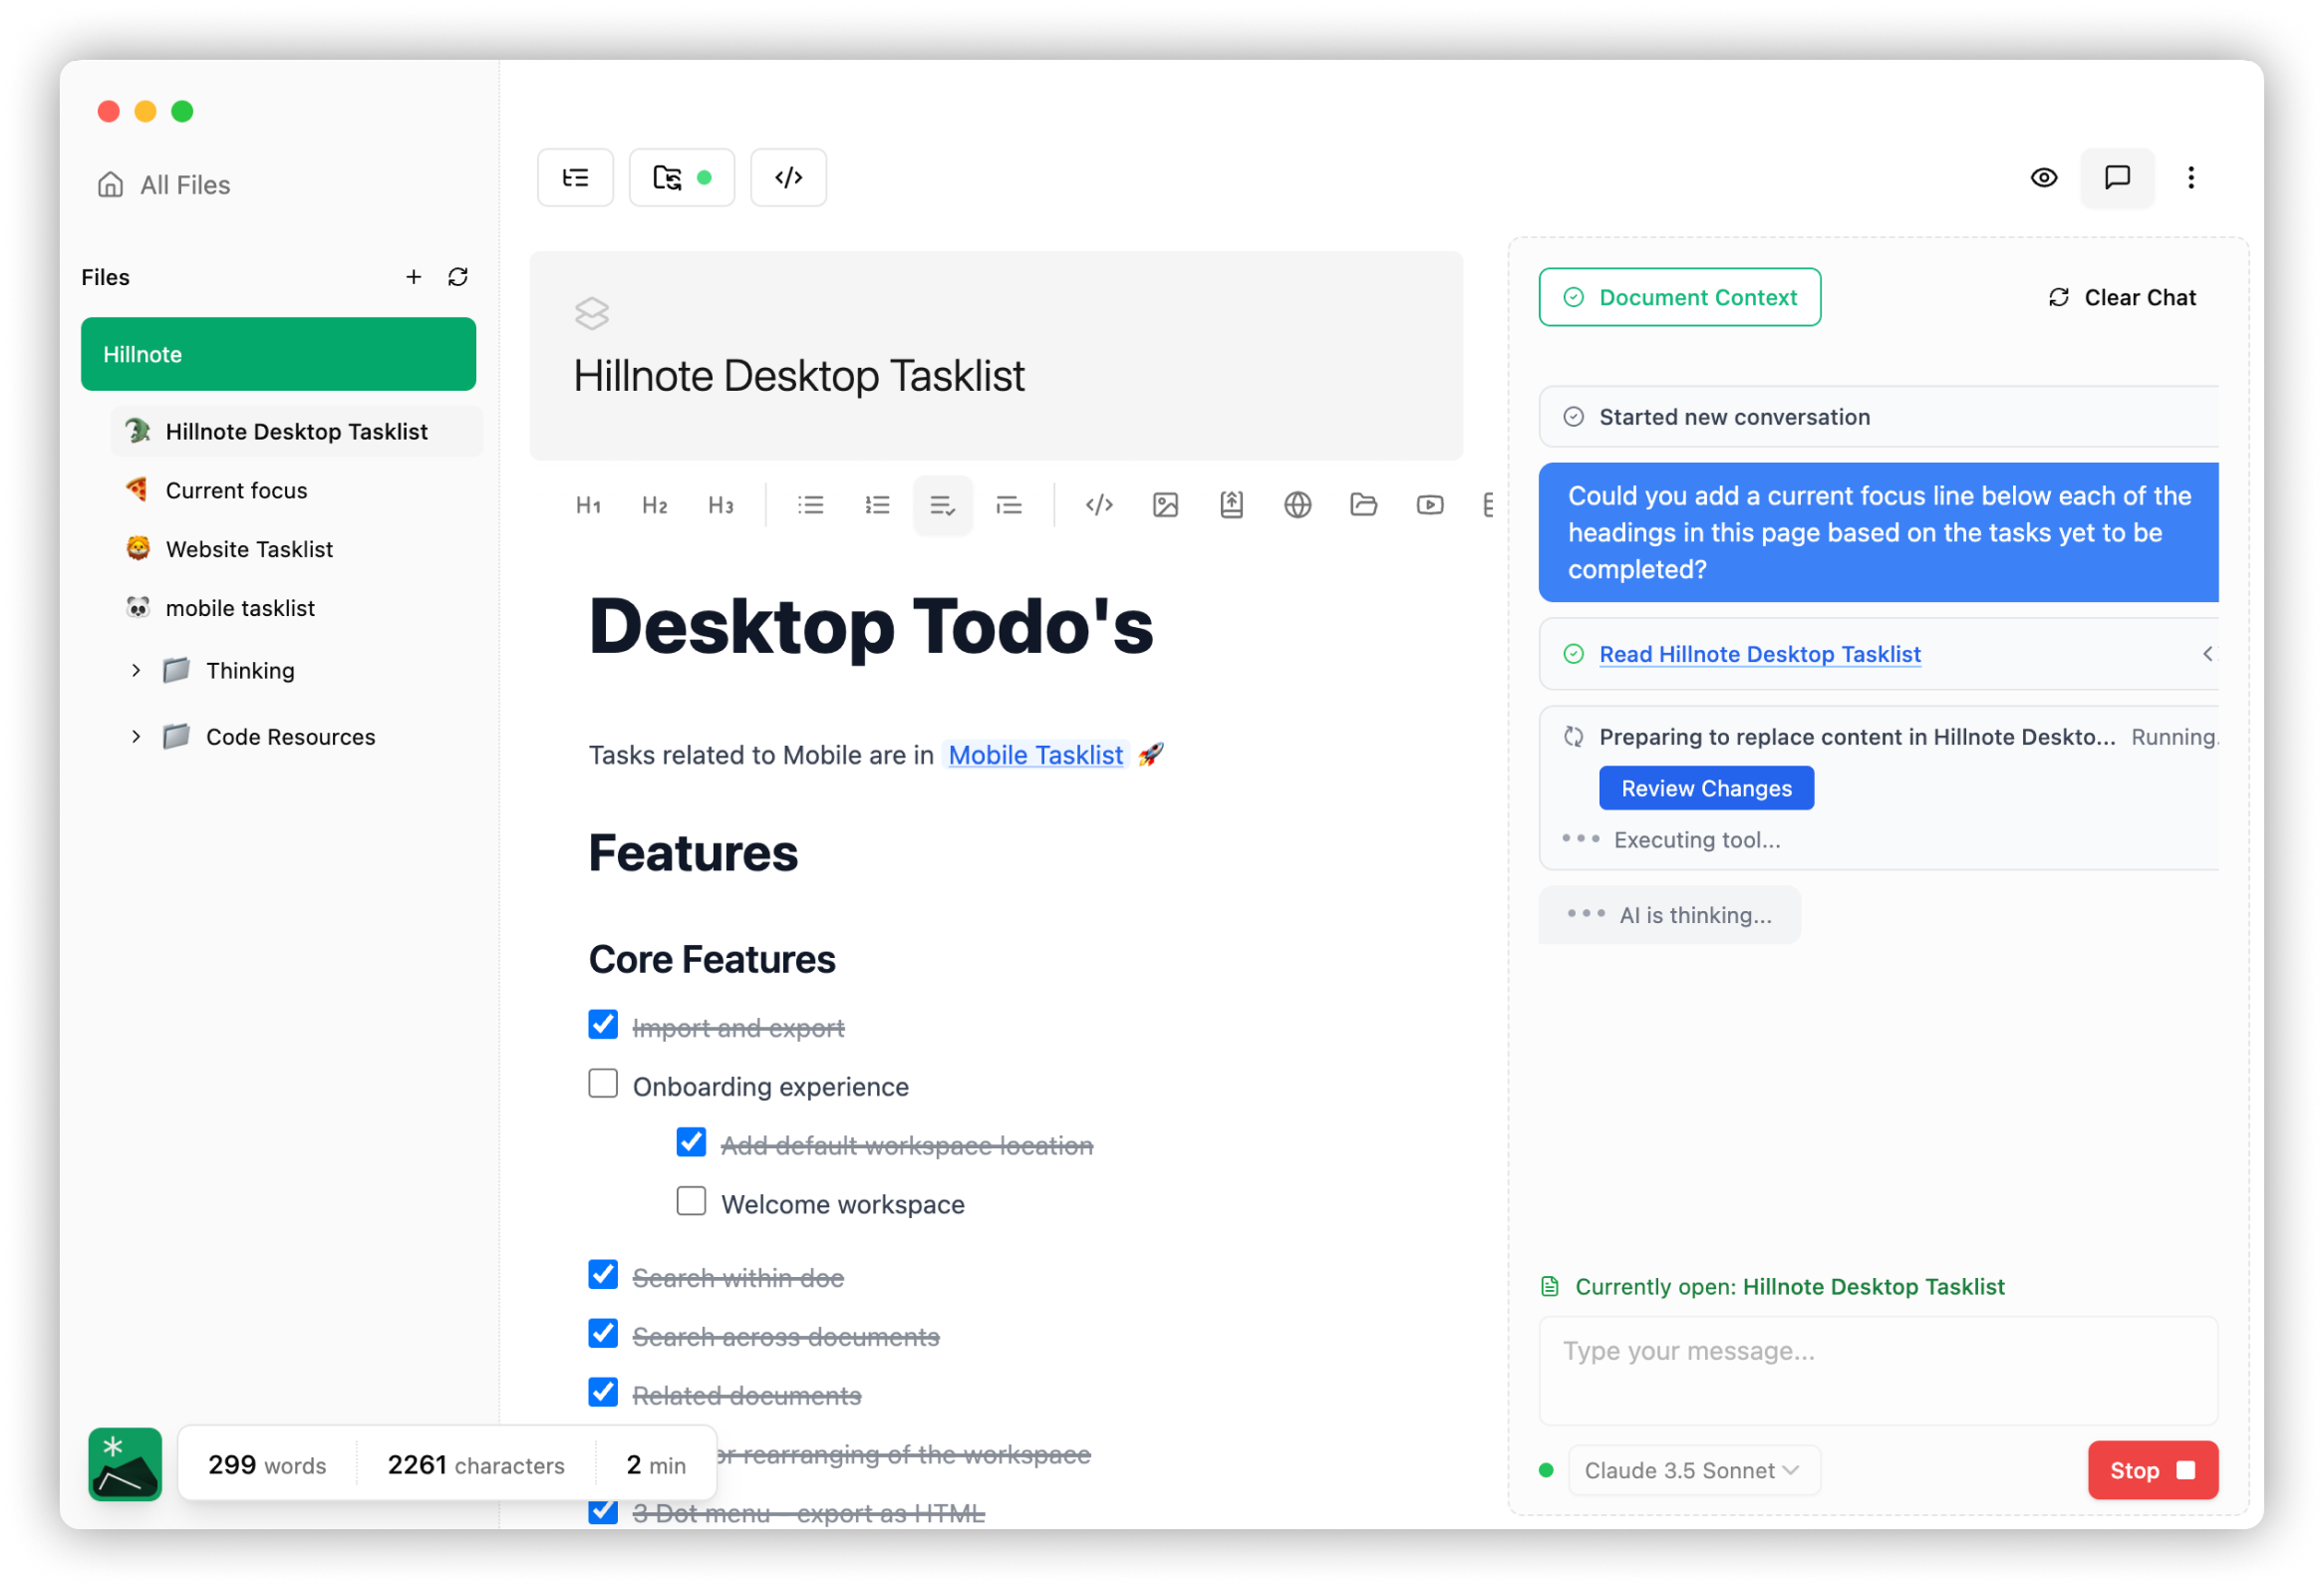 All Files
Files
Hillnote
Hillnote Desktop Tasklist
Current focus
Website Tasklist
mobile tasklist
Thinking
Code Resources
299 words
2261 characters
2 min
Hillnote Desktop Tasklist
H1 H2 H3
Desktop Todo's
Tasks related to Mobile are in Mobile Tasklist 🚀
Features
Core Features
Import and export
Onboarding experience
Add default workspace location
Welcome workspace
Search within doc
Search across documents
Related documents
rearranging of the workspace
3 Dot menu - export as HTML
Document Context
Clear Chat
Started new conversation
Could you add a current focus line below each of the
headings in this page based on the tasks yet to be
completed?
Read Hillnote Desktop Tasklist
Preparing to replace content in Hillnote Deskto... Running.
Review Changes
Executing tool...
AI is thinking...
Currently open: Hillnote Desktop Tasklist
Type your message...
Claude 3.5 Sonnet
Stop